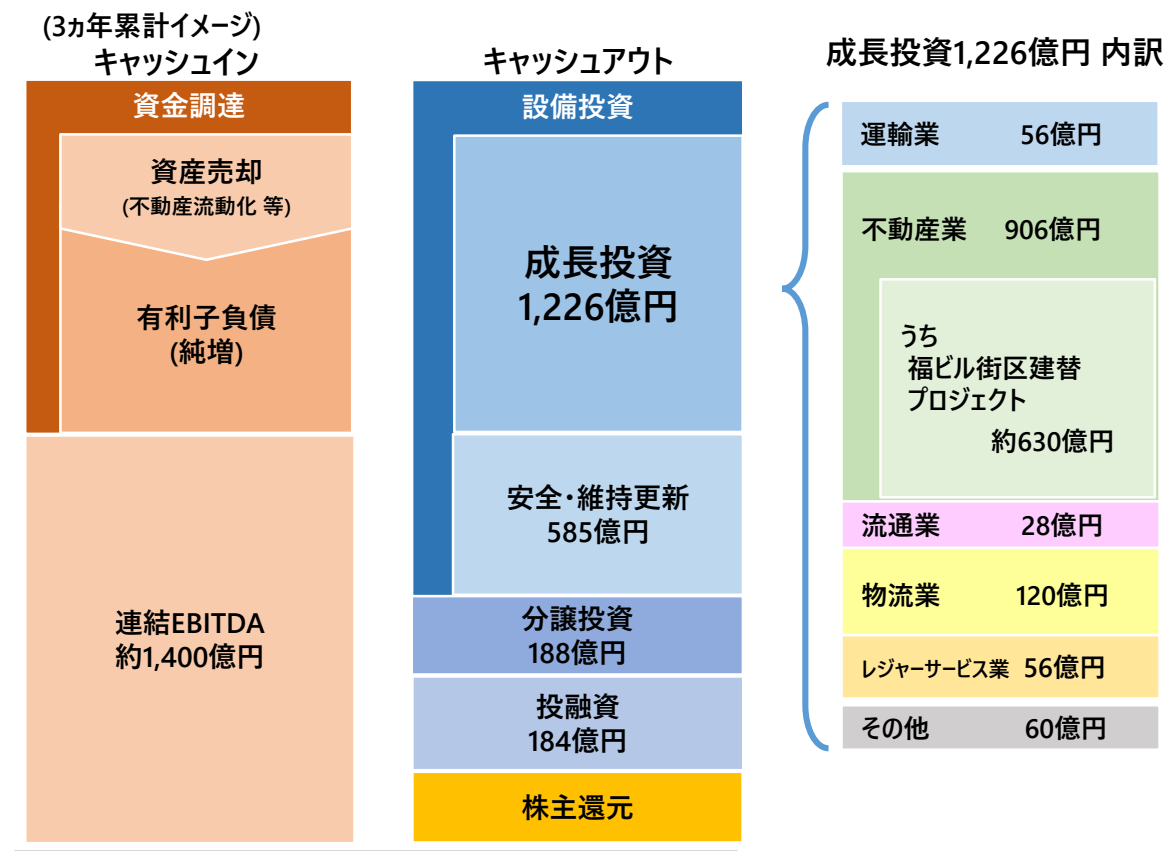 (3ヵ年累計イメージ)
キャッシュイン
資金調達
資産売却
(不動産流動化 等)
有利子負債
(純増)
連結EBITDA
約1,400億円
キャッシュアウト
設備投資
成長投資
1,226億円
安全・維持更新
585億円
分譲投資
188億円
投融資
184億円
株主還元
成長投資1,226億円 内訳
運輸業 56億円
不動産業 906億円
うち
福ビル街区建替
プロジェクト
約630億円
流通業 28億円
物流業 120億円
レジャーサービス業 56億円
その他 60億円